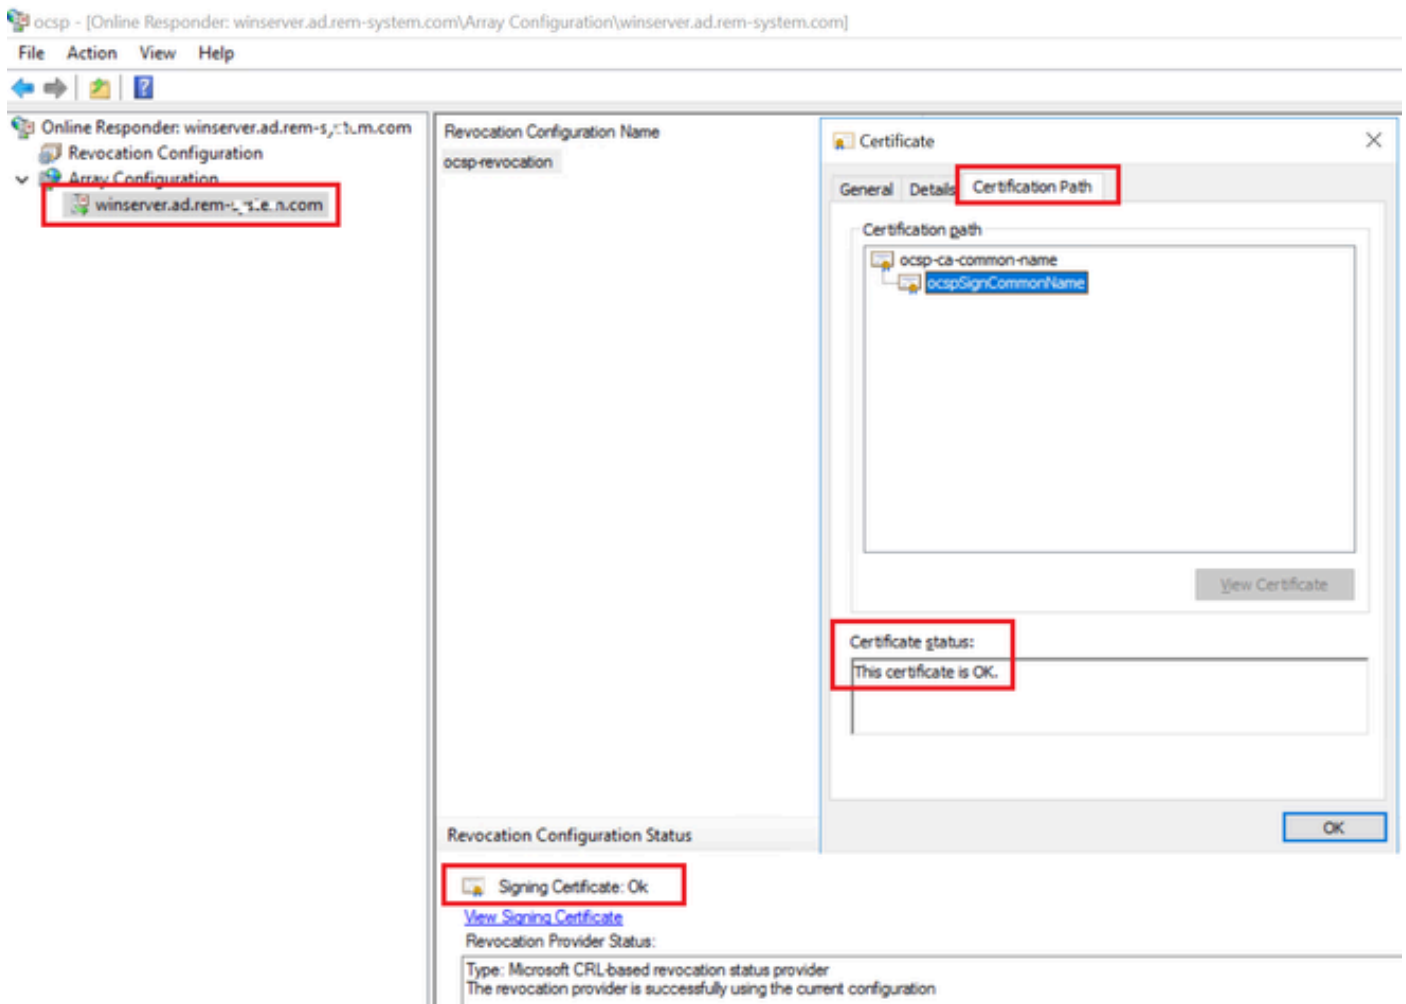 ocsp - [Online Responder: winserver.ad.rem-system.com\Array Configuration\winserver.ad.rem-system.com]
File Action View Help
Online Responder: winserver.ad.rem-
Revocation Configuration
Array Configuration
winserver.ad.rem-
Revocation Configuration Name
ocsp-revocation
Certificate
General Details Certification Path
Certification path
ocsp-ca-common-name
ocspSignCommonName
View Certificate
Certificate status:
This certificate is OK.
OK
Revocation Configuration Status
Signing Certificate: Ok
View Signing Certificate
Revocation Provider Status:
Type: Microsoft CRL-based revocation status provider
The revocation provider is successfully using the current configuration